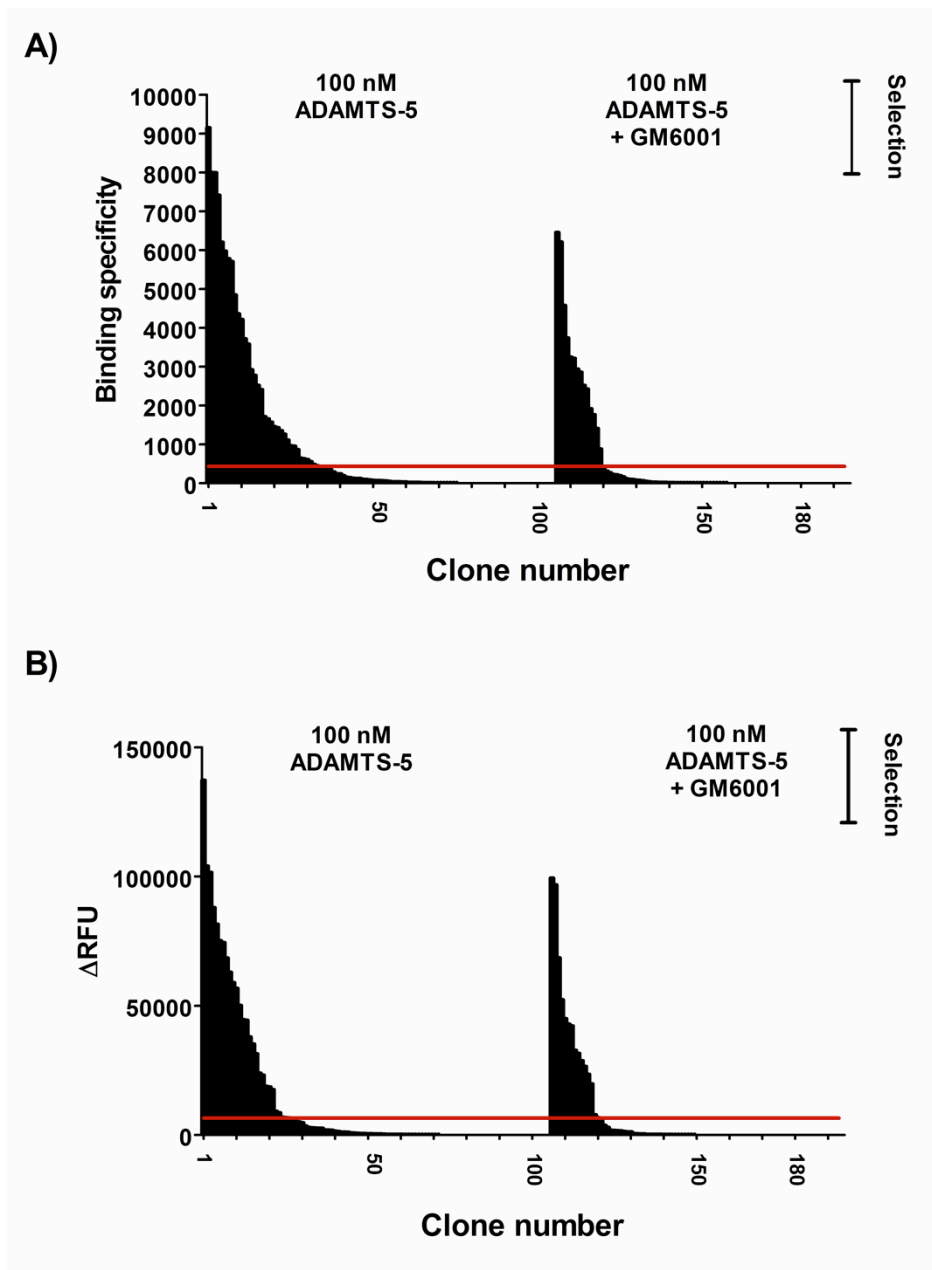 A)
100 nM
ADAMTS-5
100 nM
ADAMTS-5
+ GM6001
Selection
Binding specificity
10000
9000
8000
7000
6000
5000
4000
3000
2000
1000
0
1
50
100
150
180
Clone number
B)
100 nM
ADAMTS-5
100 nM
ADAMTS-5
+ GM6001
Selection
ΔRFU
150000
100000
50000
0
1
50
100
150
180
Clone number